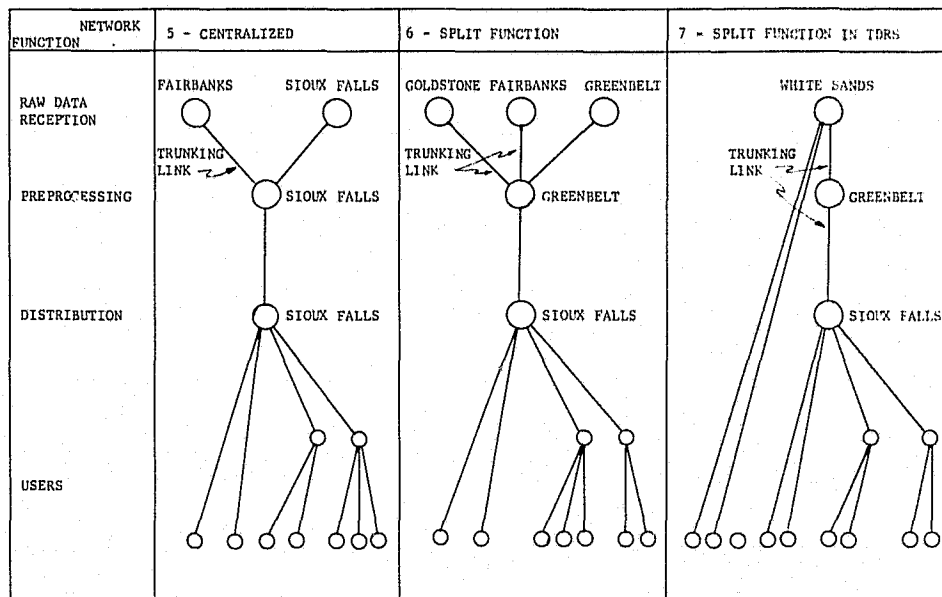 NETWORK
FUNCTION
5 - CENTRALIZED
6 - SPLIT FUNCTION
7 - SPLIT FUNCTION IN TDRS
RAW DATA
RECEPTION
FAIRBANKS
SIOUX FALLS
GOLDSTONE FAIRBANKS GREENBELT
WHITE SANDS
TRUNKING
LINK
TRUNKING
LINK
TRUNKING
LINK
PREPROCESSING
SIOUX FALLS
GREENBELT
GREENBELT
DISTRIBUTION
SIOUX FALLS
SIOUX FALLS
SIOUX FALLS
USERS